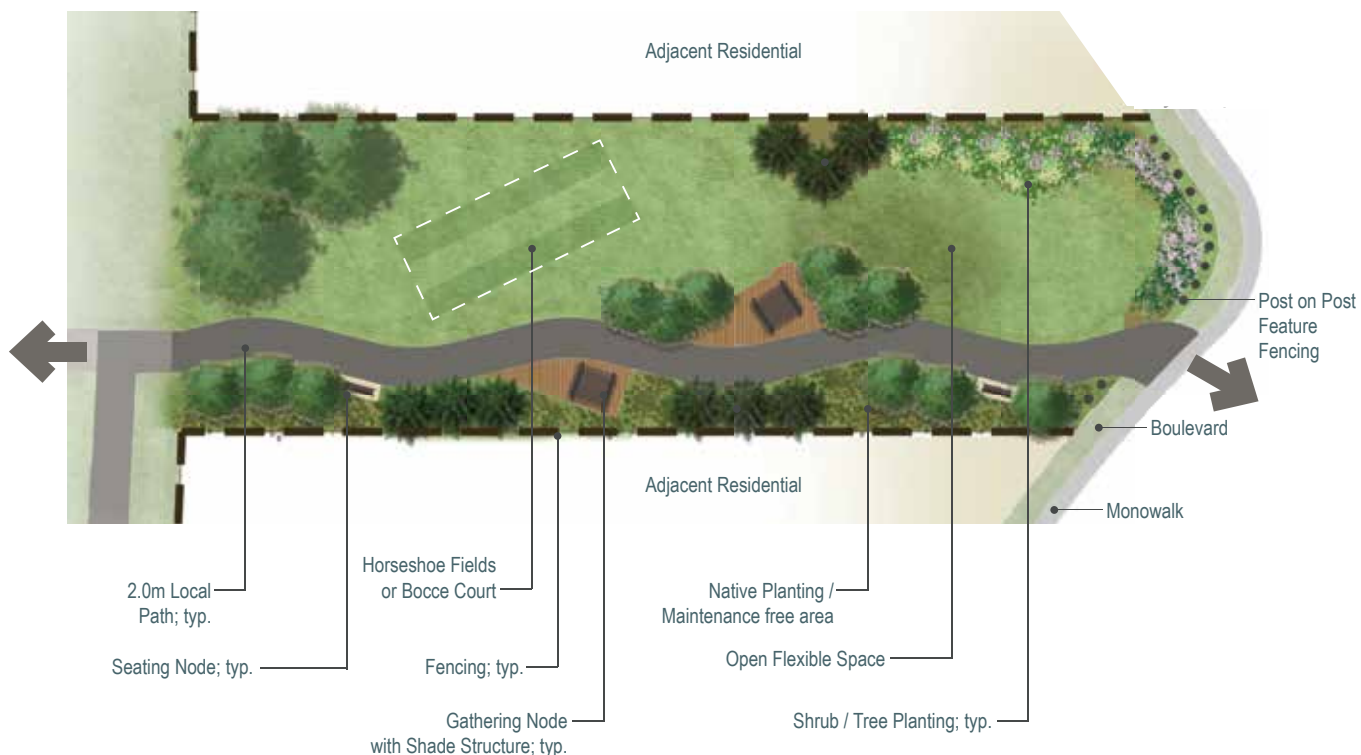 Adjacent Residential
Post on Post
Feature
Fencing
Boulevard
Adjacent Residential
Monowalk
2.0m Local
Path; typ.
Horseshoe Fields
or Bocce Court
Native Planting /
Maintenance free area
Seating Node; typ.
Fencing; typ.
Open Flexible Space
Gathering Node
with Shade Structure; typ.
Shrub / Tree Planting; typ.